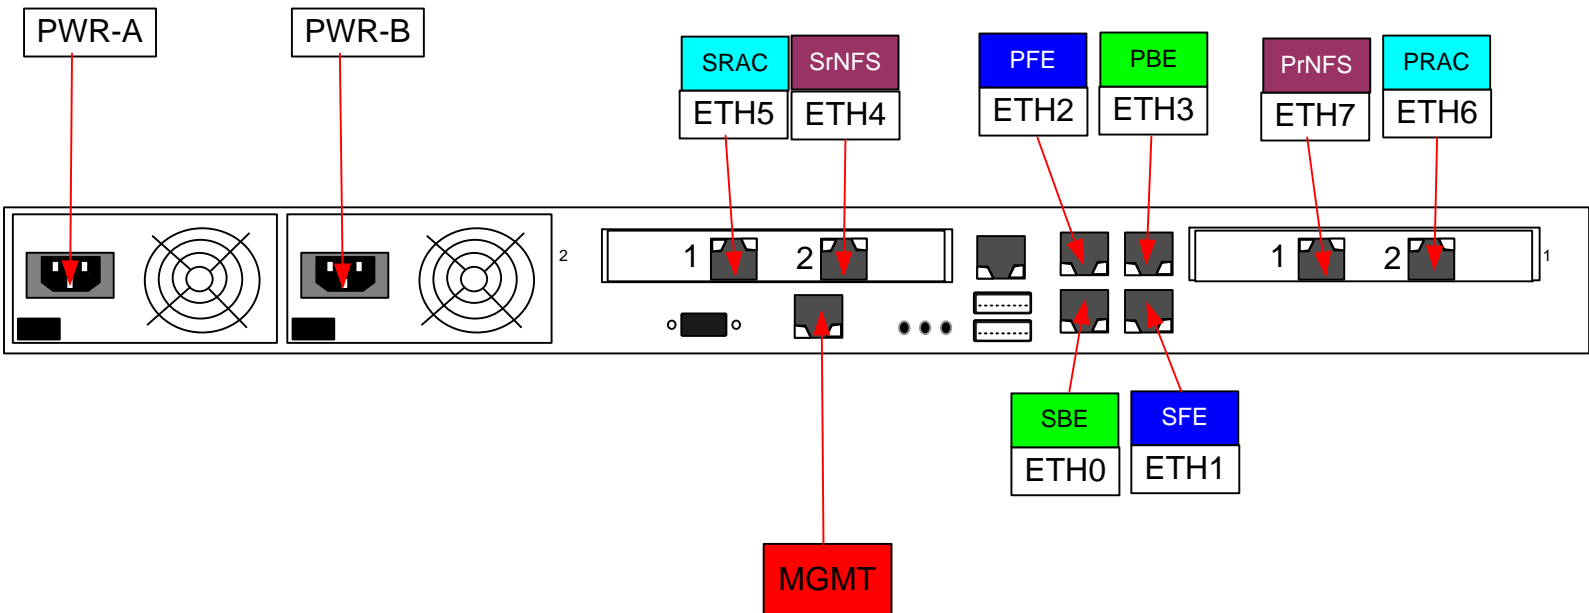 PWR-A
PWR-B
SRAC
SrNFS
PFE
PBE
PrNFS
PRAC
ETH5
ETH4
ETH2
ETH3
ETH7
ETH6
2
1
2
1
2
1
SBE
SFE
ETH0
ETH1
MGMT